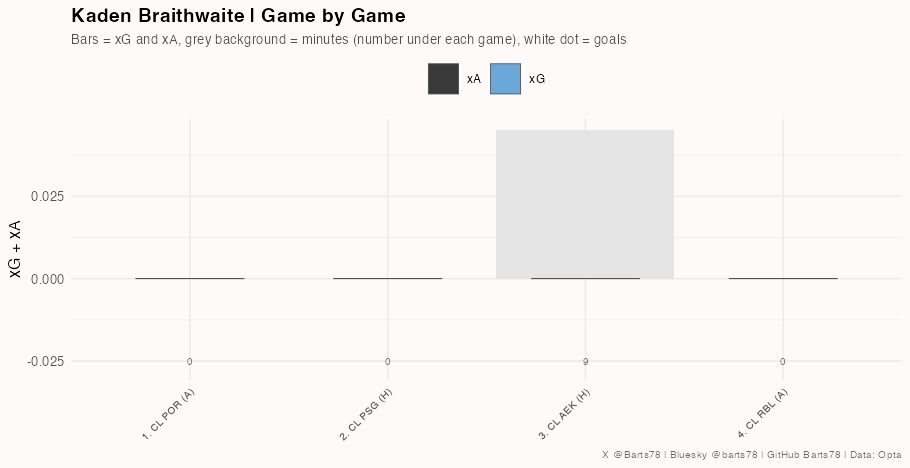 Kaden Braithwaite | Game by Game
Bars = xG and xA, grey background = minutes (number under each game), white dot = goals
xA xG
xG + xA
0.025
0.000
-0.025
0 0 9 0
1. CL POR (A)
2. CL PSG (H)
3. CL AEK (H)
4. CL RBL (A)
X @Barts78 | Bluesky @barts78 | GitHub Barts78 | Data: Opta